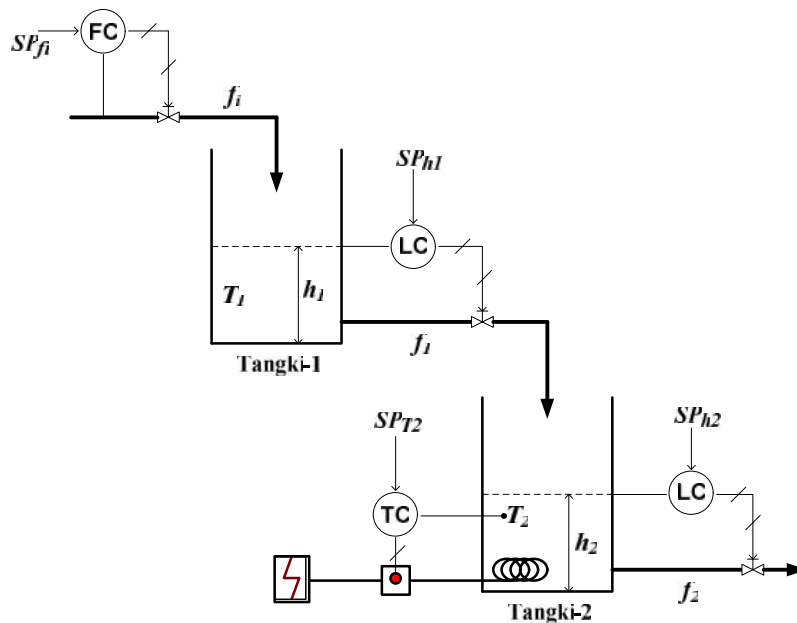 FC
SPfi
fi
SPh1
LC
T1
h1
f1
Tangki-1
SPT2
SPh2
LC
TC
T2
h2
f2
Tangki-2